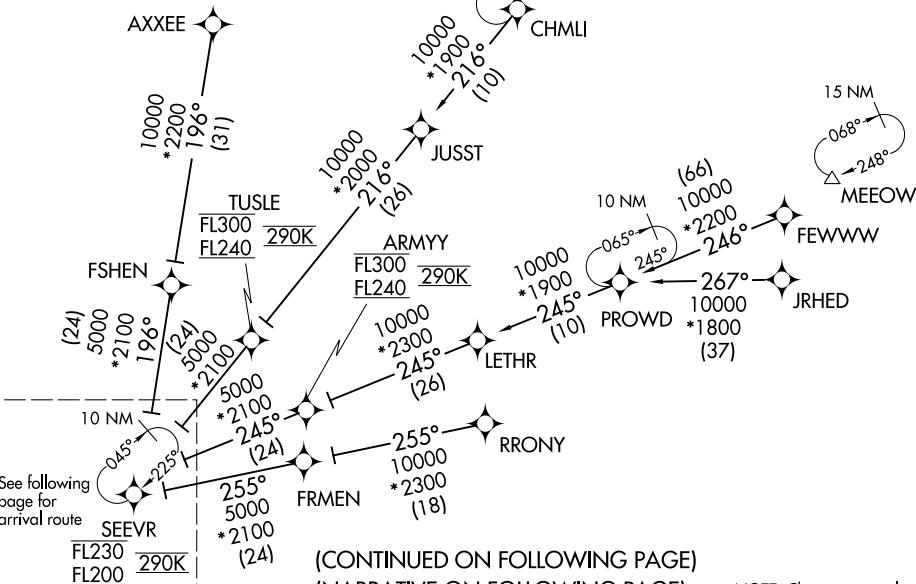 AXXEE
10000
*2200
196°
(31)
CHMLI
10000
*1900
216°
(10)
JUSST
10000
*2000
216°
(26)
15 NM
068°
248°
MEEOW
(66)
10000
*2200
246°
FEWWW
10 NM
065°
245°
PROWD
267°
10000
*1800
(37)
JRHED
TUSLE
FL300
FL240
290K
ARMYY
FL300
FL240
290K
10000
*1900
245°
(10)
LETHR
FSHEN
(24)
5000
*2100
196°
(24)
5000
*2100
10000
*2300
245°
(26)
5000
*2100
245°
(24)
RRONY
255°
10000
*2300
(18)
FRMEN
255°
5000
*2100
(24)
10 NM
045°
225°
See following
page for
arrival route
SEEVR
FL230
FL200
290K
(CONTINUED ON FOLLOWING PAGE)
(NARRATIVE ON FOLLOWING PAGE)